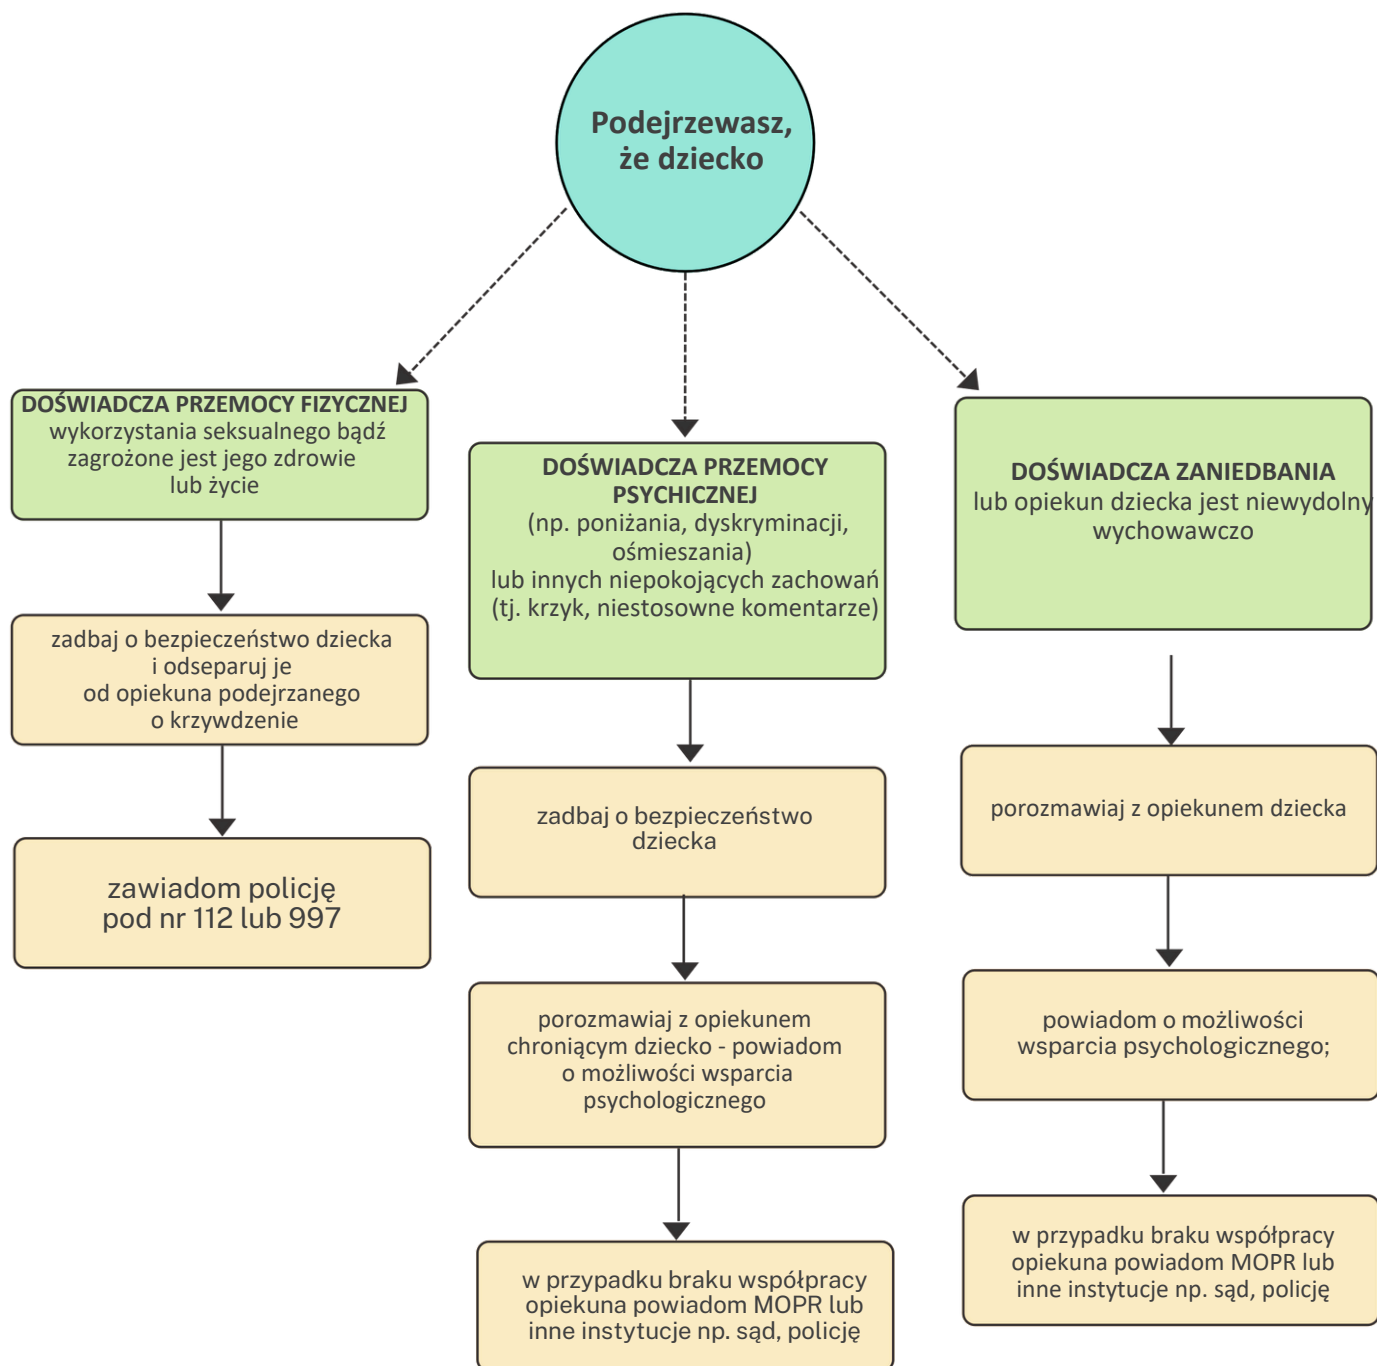 Podejrzewasz,
że dziecko
DOŚWIADCZA PRZEMOCY FIZYCZNEJ
wykorzystania seksualnego bądź
zagrożone jest jego zdrowie
lub życie
zadbaj o bezpieczeństwo dziecka
i odseparuj je
od opiekuna podejrzanego
o krzywdzenie
zawiadom policję
pod nr 112 lub 997
DOŚWIADCZA PRZEMOCY
PSYCHICZNEJ
(np. poniżania, dyskryminacji,
ośmieszania)
lub innych niepokojących zachowań
(tj. krzyk, niestosowne komentarze)
zadbaj o bezpieczeństwo
dziecka
porozmawiaj z opiekunem
chroniącym dziecko - powiadom
o możliwości wsparcia
psychologicznego
w przypadku braku współpracy
opiekuna powiadom MOPR lub
inne instytucje np. sąd, policję
DOŚWIADCZA ZANIEDBANIA
lub opiekun dziecka jest niewydolny
wychowawczo
porozmawiaj z opiekunem dziecka
powiadom o możliwości
wsparcia psychologicznego;
w przypadku braku współpracy
opiekuna powiadom MOPR lub
inne instytucje np. sąd, policję